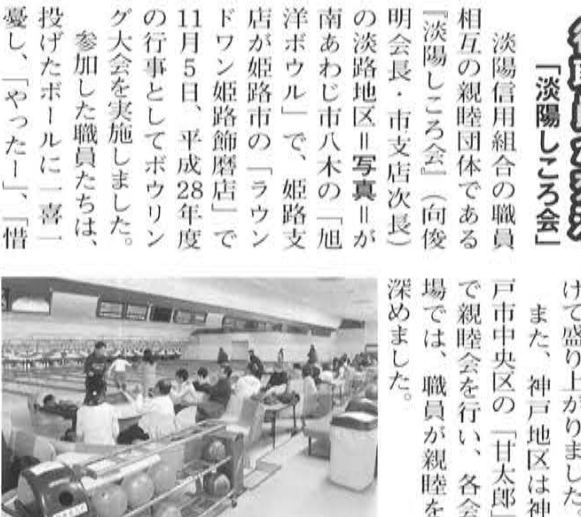 「淡陽しころ会」
淡陽信用組合の職員
相互の親睦団体である
『淡陽しころ会』（向俊
明会長・市支店次長）
の淡路地区＝写真＝が
南あわじ市八木の「旭
洋ボウル」で、姫路支
店が姫路市の「ラウン
ドワン姫路飾磨店」で
11月5日、平成28年度
の行事としてボウリン
グ大会を実施しました。
参加した職員たちは、
投げたボールに一喜一
憂し、「やったー」、「惜
けて盛り上がりました。
また、神戸地区は神
戸市中央区の「甘太郎」
で親睦会を行い、各会
場では、職員が親睦を
深めました。